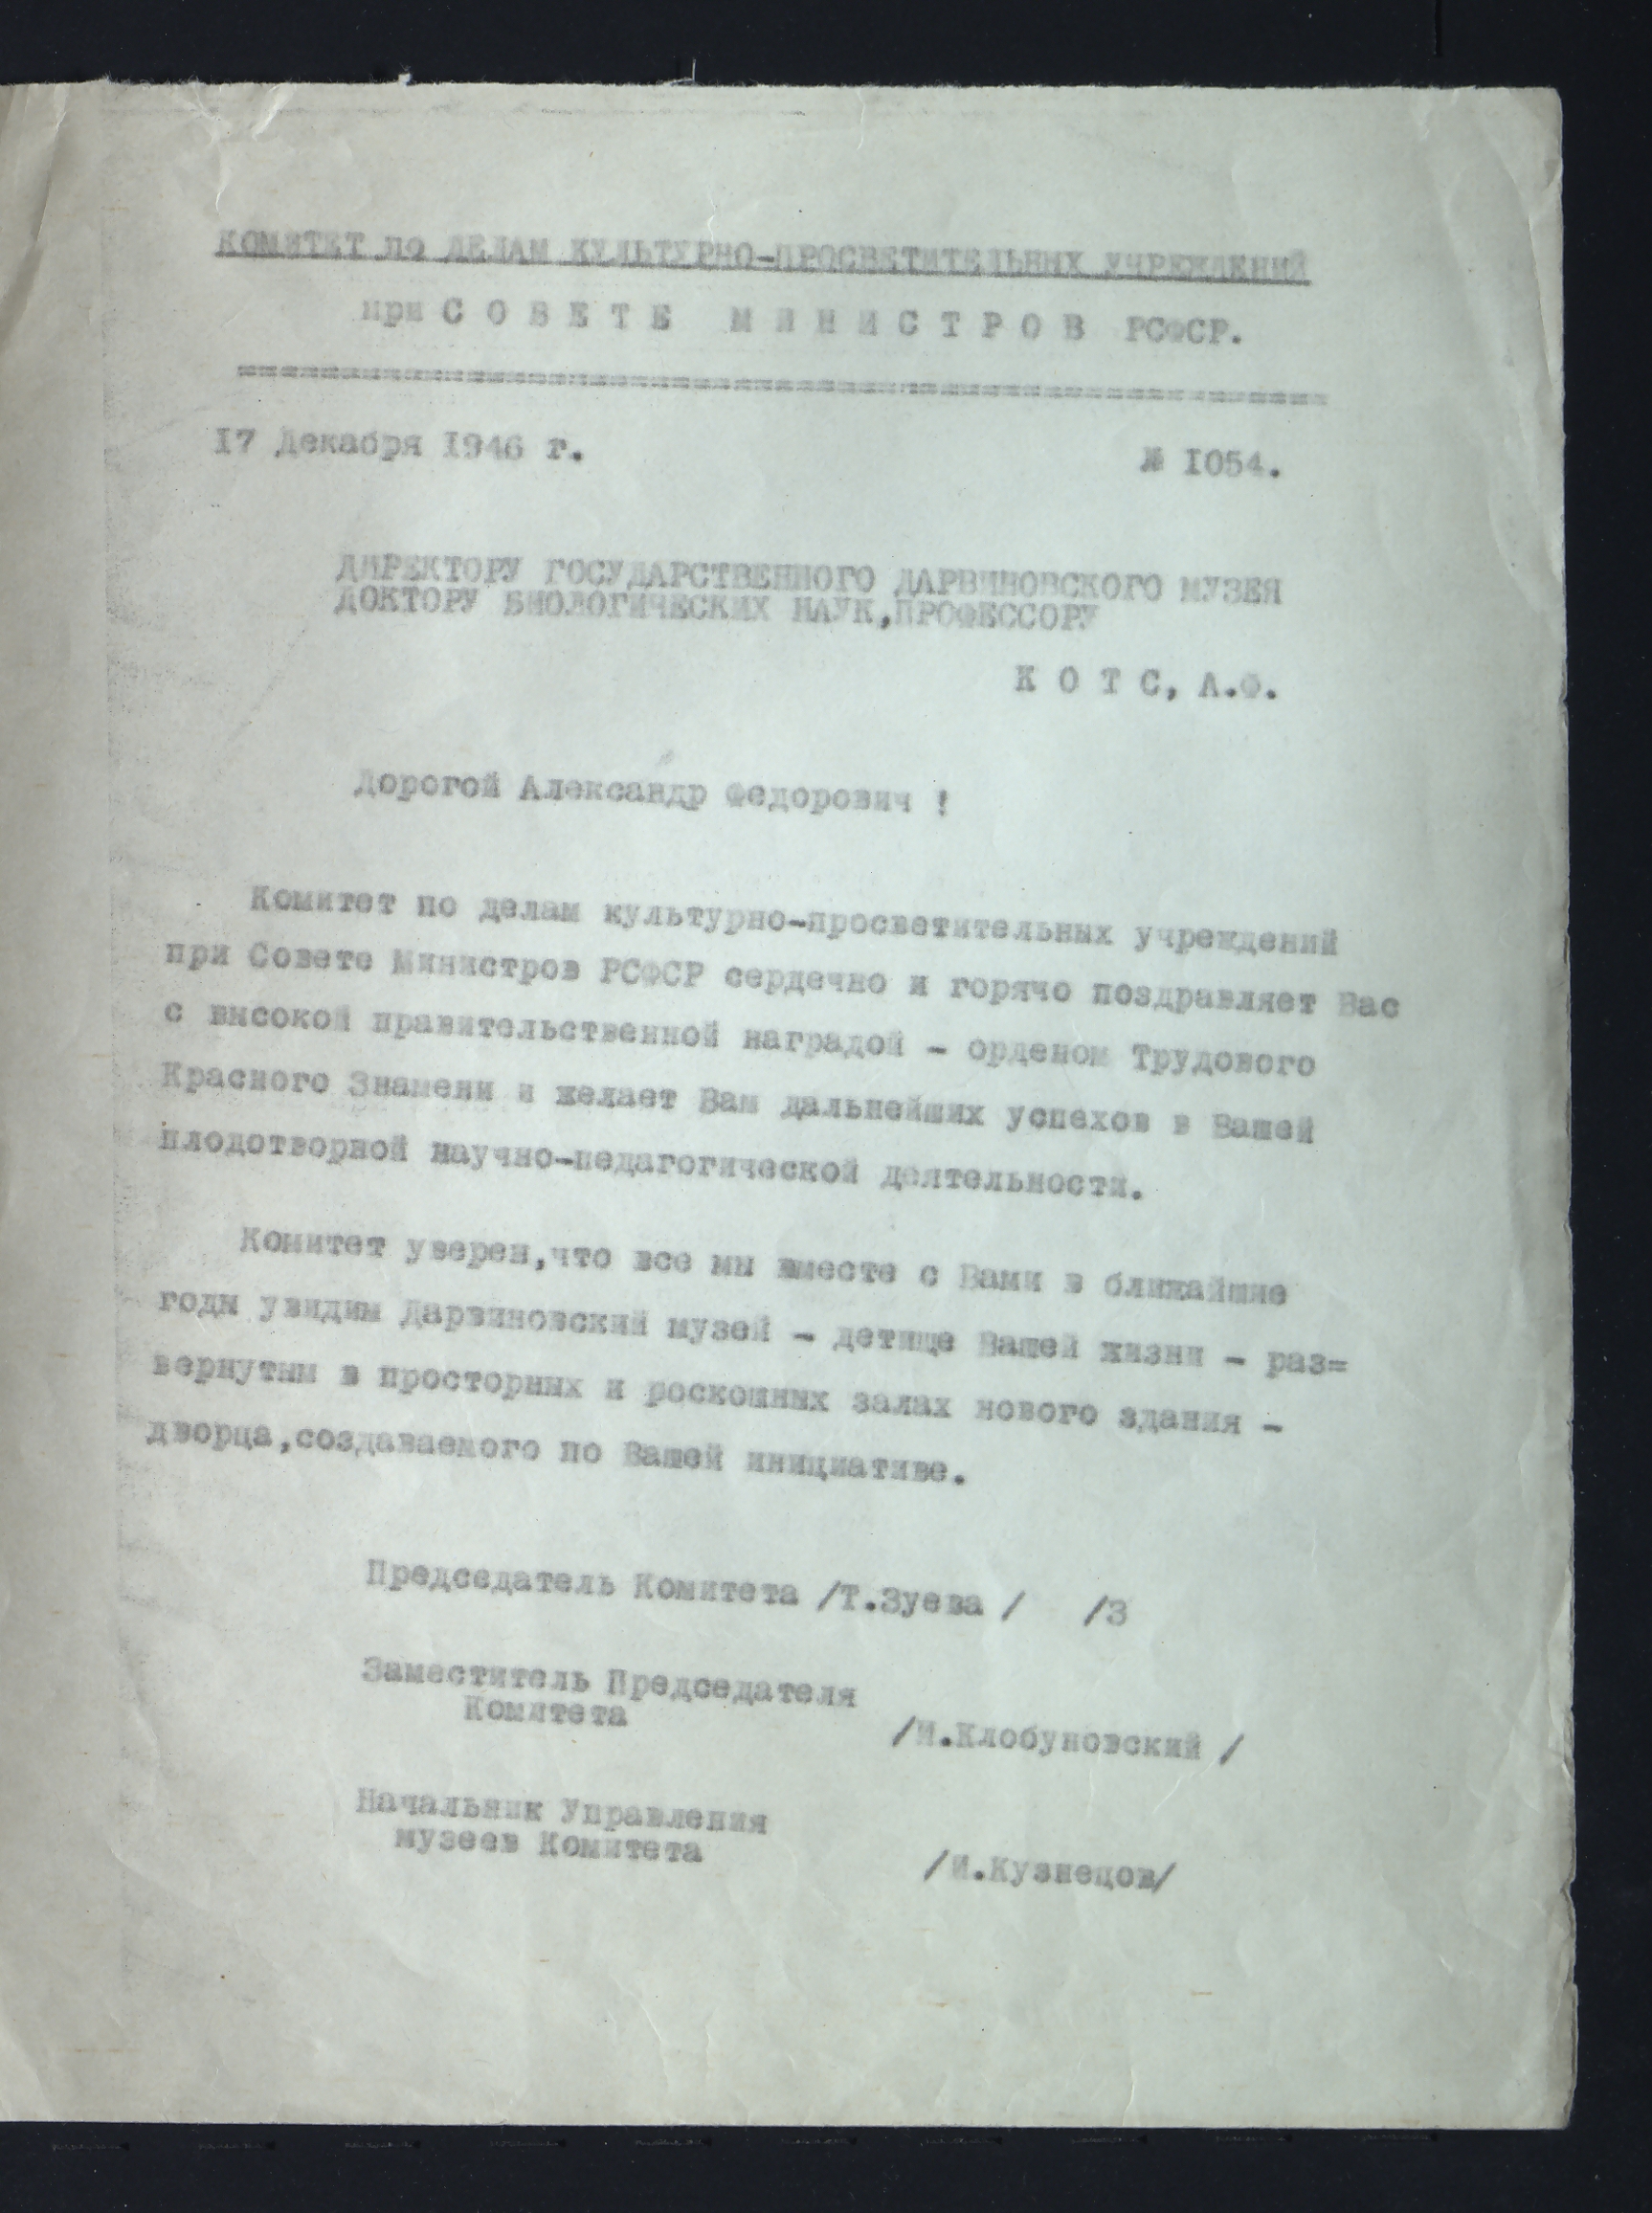 КОМИТЕТ по ДЕЛАМ КУЛЬТУРНО-ПРОСВЕТИТЕЛЬНЫХ УЧРЕЖДЕНИЙ
при С О В Е Т Е М И Н И С Т Р О В РСФСР.
17 Декабря 1946 г.
№ 1054.
ДИРЕКТОРУ ГОСУДАРСТВЕННОГО ДАРВИНОВСКОГО МУЗЕЯ
ДОКТОРУ БИОЛОГИЧЕСКИХ НАУК,ПРОФЕССОРУ
К О Т С, А.Ф.
Дорогой Александр Федорович !
Комитет по делам культурно-просветительных учреждений
при Совете Министров РСФСР сердечно и горячо поздравляет Вас
с высокой правительственной наградой - орденом Трудового
Красного Знамени и желает Вам дальнейших успехов в Вашей
плодотворной научно-педагогической деятельности.
Комитет уверен,что все мы вместе с Вами в ближайшие
годы увидим Дарвиновский музей - детище Вашей жизни - раз=
вернутым в просторных и роскошных залах нового здания -
дворца,создаваемого по Вашей инициативе.
Председатель Комитета /Т.Зуева / /З
Заместитель Председателя
Комитета
/И.Клобуновский /
Начальник Управления
музеев Комитета
/И.Кузнецов/